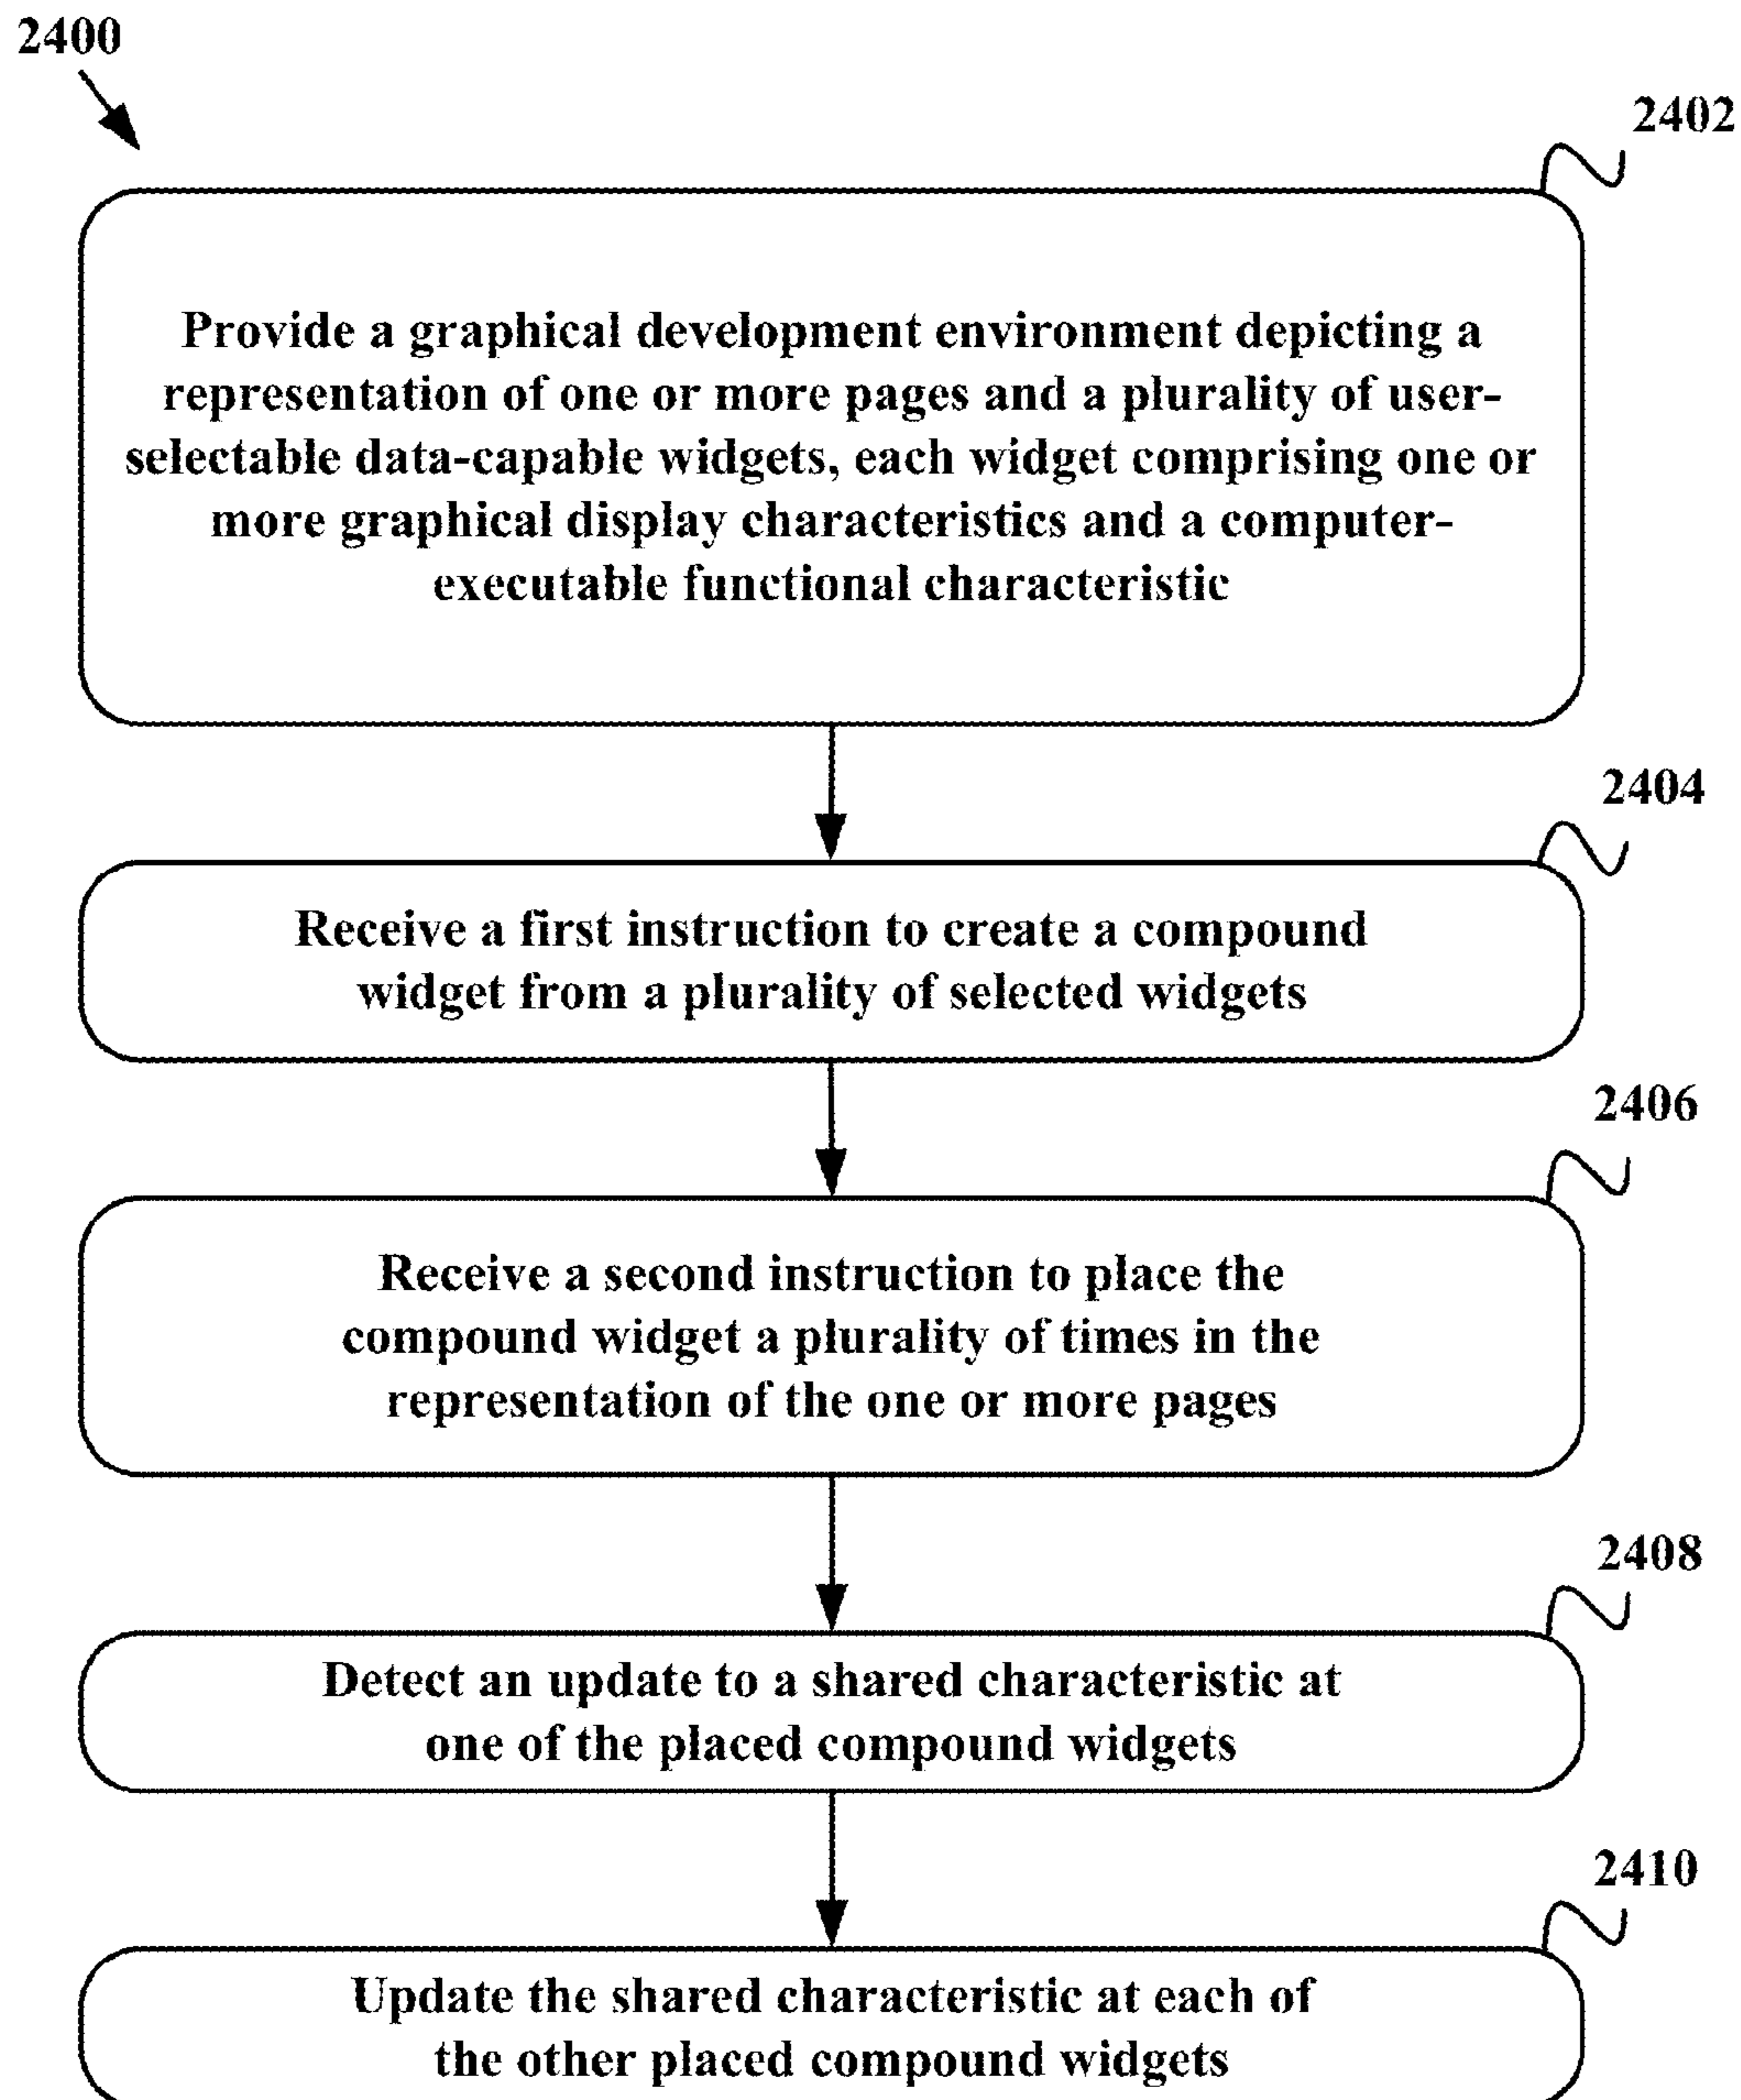 2400
2402
Provide a graphical development environment depicting a
representation of one or more pages and a plurality of user-
selectable data-capable widgets, each widget comprising one or
more graphical display characteristics and a computer-
executable functional characteristic
2404
Receive a first instruction to create a compound
widget from a plurality of selected widgets
2406
Receive a second instruction to place the
compound widget a plurality of times in the
representation of the one or more pages
2408
Detect an update to a shared characteristic at
one of the placed compound widgets
2410
Update the shared characteristic at each of
the other placed compound widgets